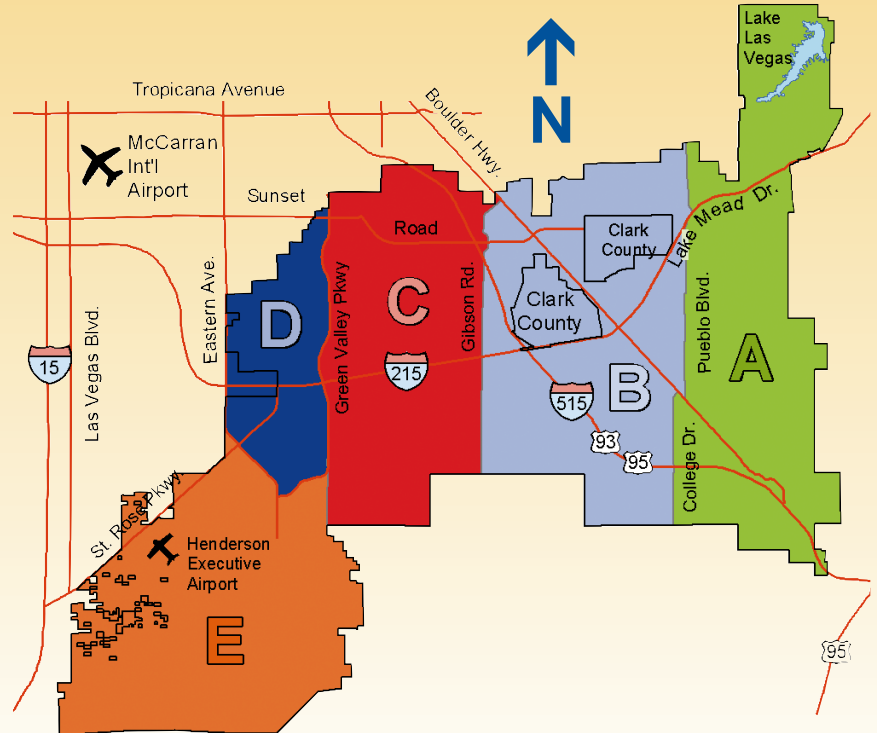 Lake
Las
Vegas
Tropicana Avenue
Boulder Hwy.
N
McCarran
Int'l
Airport
Sunset
Road
Clark
County
Lake Mead Dr.
Eastern Ave.
D
Green Valley Pkwy
C
Gibson Rd.
Clark
County
Pueblo Blvd.
A
15
Las Vegas Blvd.
215
515
B
93
95
College Dr.
St. Rose Pkwy.
Henderson
Executive
Airport
E
95